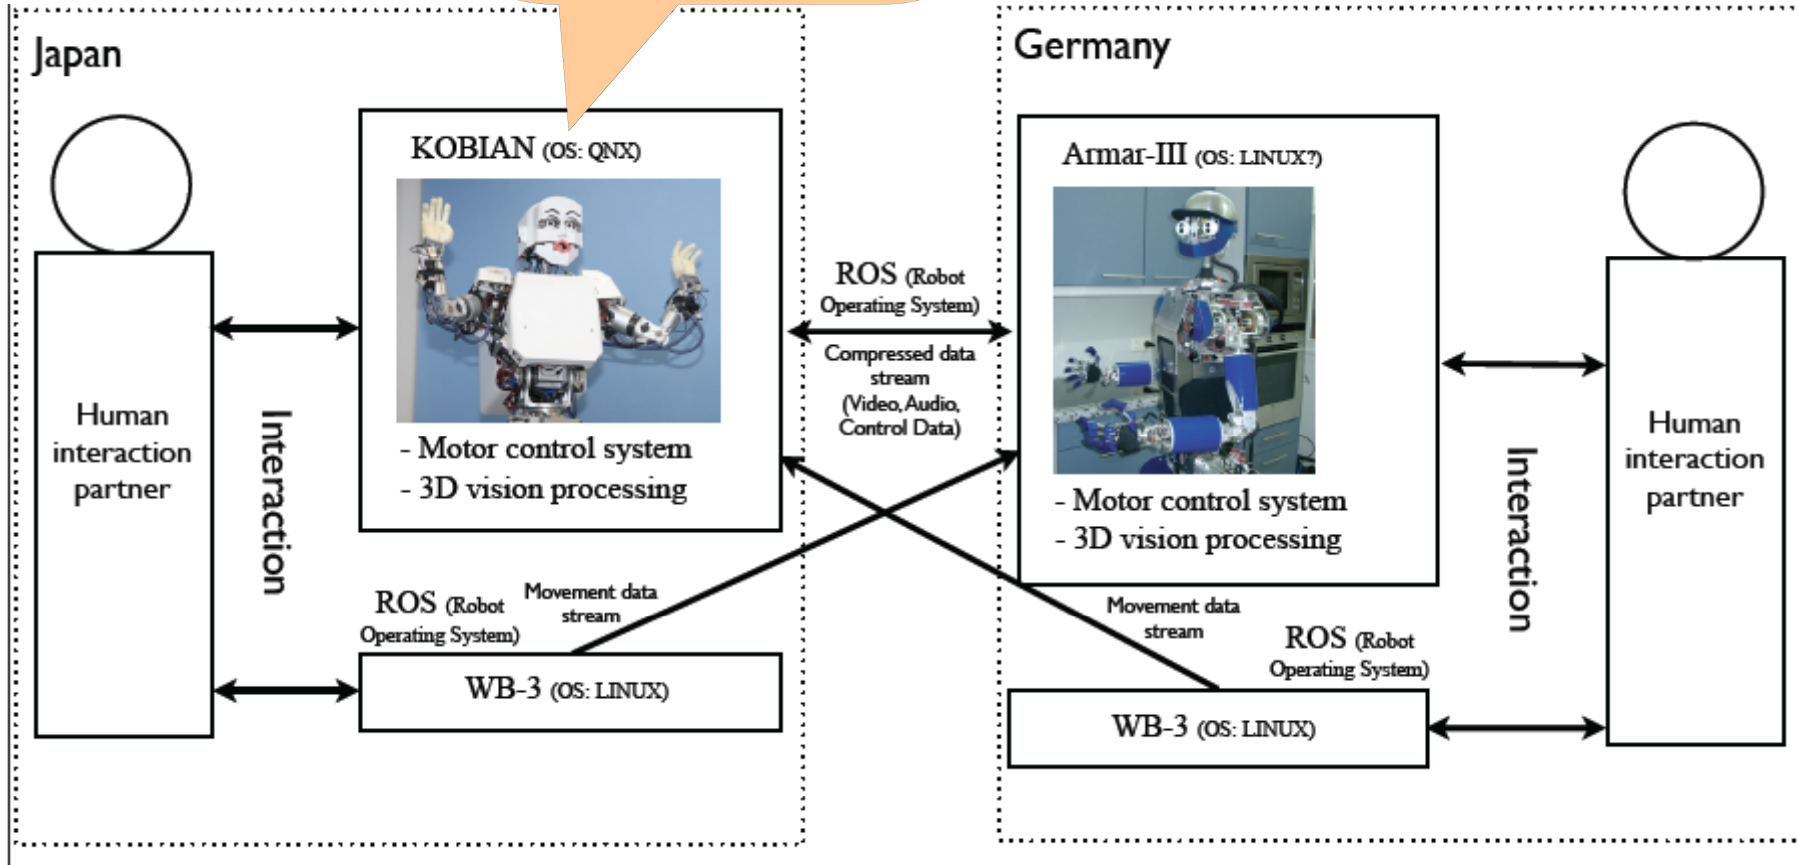 Japan
KOBIAN (OS: QNX)
- Motor control system
- 3D vision processing
Human
interaction
partner
Interaction
ROS (Robot
Operating System)
Movement data
stream
WB-3 (OS: LINUX)
ROS (Robot
Operating System)
Compressed data
stream
(Video, Audio,
Control Data)
Germany
Armar-III (OS: LINUX?)
- Motor control system
- 3D vision processing
Human
interaction
partner
Interaction
Movement data
stream
ROS (Robot
Operating System)
WB-3 (OS: LINUX)